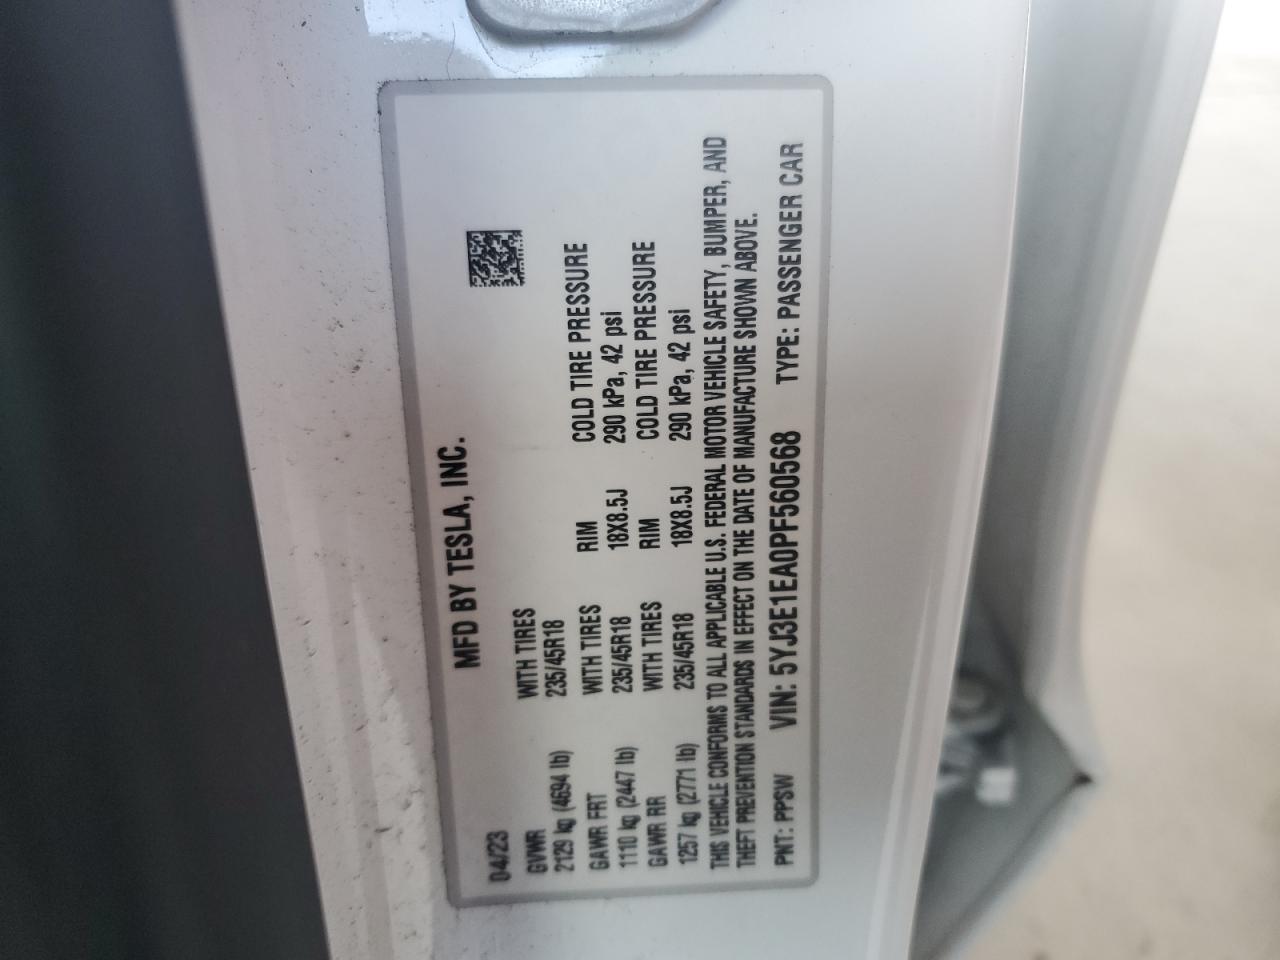 MFD BY TESLA, INC.
04/23
GVWR WITH TIRES
2129 kg (4694 lb) 235/45R18
GAWR FRT WITH TIRES RIM COLD TIRE PRESSURE
1110 kg (2447 lb) 235/45R18 18X8.5J 290 kPa, 42 psi
GAWR RR WITH TIRES RIM COLD TIRE PRESSURE
1257 kg (2771 lb) 235/45R18 18X8.5J 290 kPa, 42 psi
THIS VEHICLE CONFORMS TO ALL APPLICABLE U.S. FEDERAL MOTOR VEHICLE SAFETY, BUMPER, AND
THEFT PREVENTION STANDARDS IN EFFECT ON THE DATE OF MANUFACTURE SHOWN ABOVE.
PNT: PPSW VIN: 5YJ3E1EA0PF560568 TYPE: PASSENGER CAR